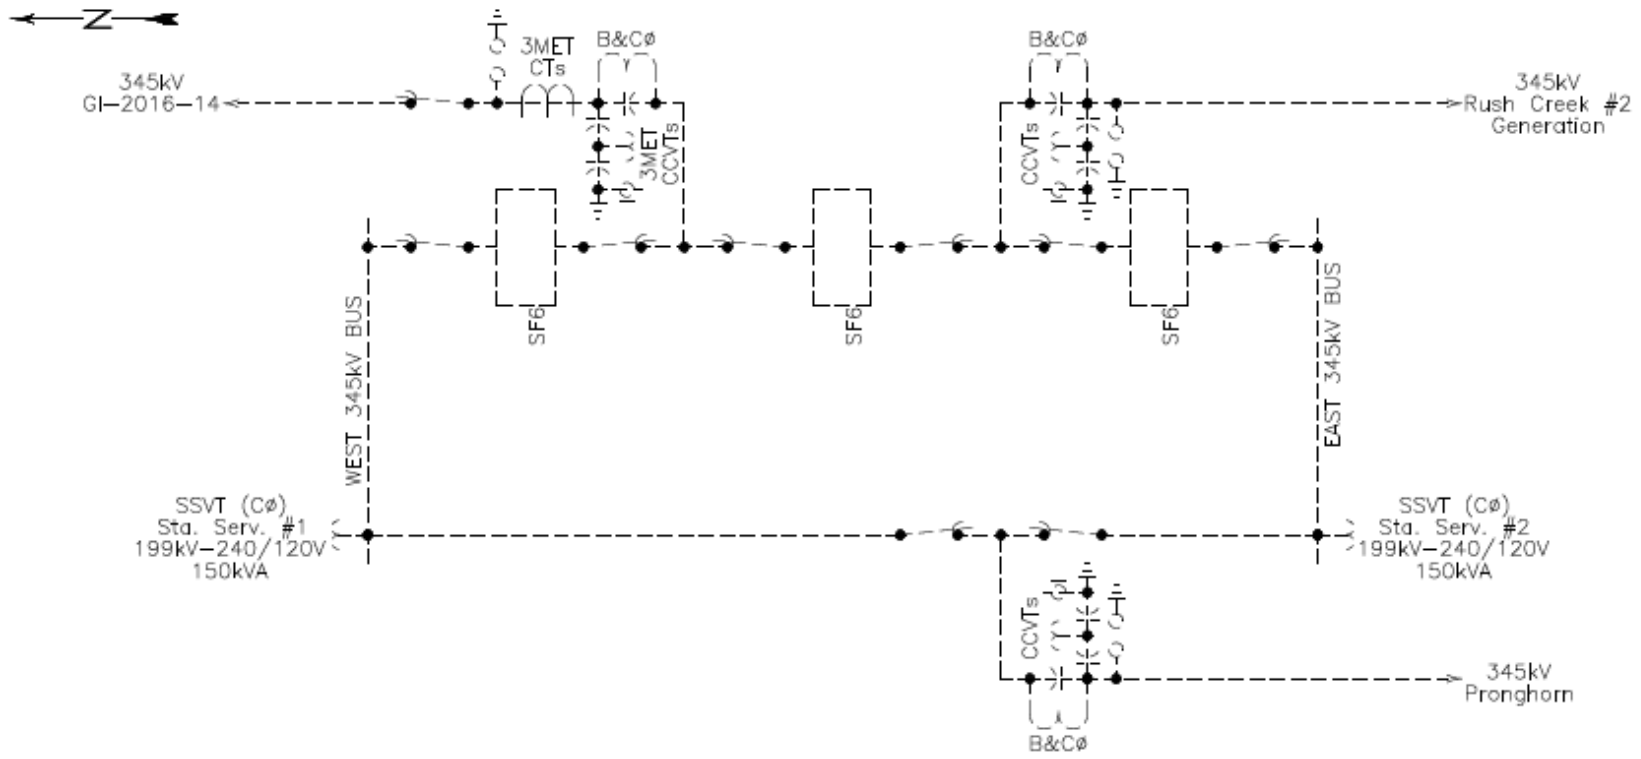 N
345kV
GI-2016-14
3MET
CTs
B&CØ
3MET
CCVTs
B&CØ
CCVTs
345kV
Rush Creek #2
Generation
SF6
SF6
SF6
WEST 345kV BUS
EAST 345kV BUS
SSVT (CØ)
Sta. Serv. #1
199kV-240/120V
150kVA
SSVT (CØ)
Sta. Serv. #2
199kV-240/120V
150kVA
CCVTs
B&CØ
345kV
Pronghorn